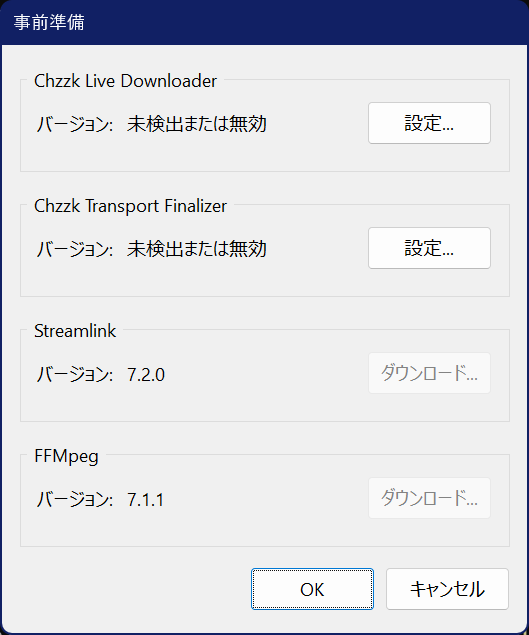 事前準備
Chzzk Live Downloader
バージョン: 未検出または無効
設定...
Chzzk Transport Finalizer
バージョン: 未検出または無効
設定...
Streamlink
バージョン: 7.2.0
ダウンロード...
FFMpeg
バージョン: 7.1.1
ダウンロード...
OK
キャンセル